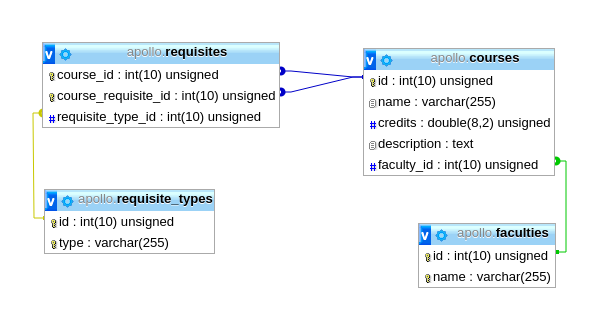 v apollo.requisites
course_id : int(10) unsigned
course_requisite_id : int(10) unsigned
# requisite_type_id : int(10) unsigned
v apollo.courses
id : int(10) unsigned
name : varchar(255)
# credits : double(8,2) unsigned
description : text
# faculty_id : int(10) unsigned
v apollo.requisite_types
id : int(10) unsigned
type : varchar(255)
v apollo.faculties
id : int(10) unsigned
name : varchar(255)